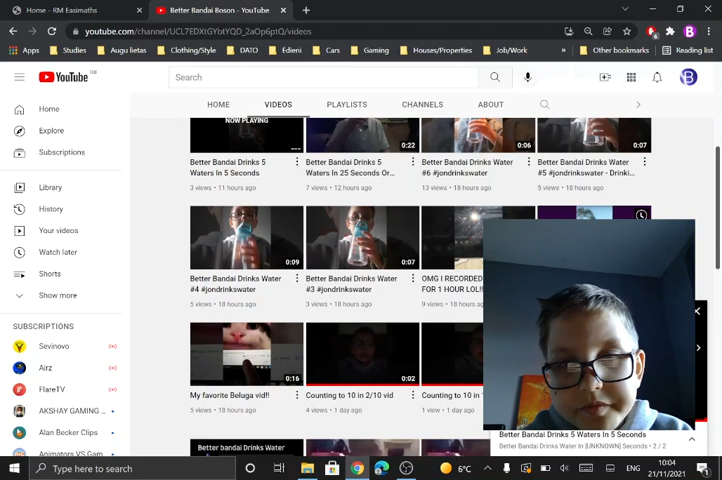 Home - RM Easimaths
Better Bandai Boson - YouTube
youtube.com/channel/UCL7EDXtGYbtYQD_2aOp6ptQ/videos
Apps Studies Augu lietas Clothing/Style DATO Edieni Cars Gaming Houses/Properties Job/Work » Other bookmarks Reading list
YouTube
Search
HOME VIDEOS PLAYLISTS CHANNELS ABOUT
Home
Explore
Subscriptions
Library
History
Your videos
Watch later
Shorts
Show more
SUBSCRIPTIONS
Sevinovo
Airz
FlareTV
AKSHAY GAMING ...
Alan Becker Clips
Animators VS Gam
NOW PLAYING
0:22
0:06
0:07
Better Bandai Drinks 5
Waters In 5 Seconds
3 views • 11 hours ago
Better Bandai Drinks 5
Waters In 25 Seconds Or...
7 views • 12 hours ago
Better Bandai Drinks Water
#6 #jondrinkswater
13 views • 18 hours ago
Better Bandai Drinks Water
#5 #jondrinkswater - Drinki...
5 views • 18 hours ago
0:09
0:07
Better Bandai Drinks Water
#4 #jondrinkswater
5 views • 18 hours ago
Better Bandai Drinks Water
#3 #jondrinkswater
3 views • 18 hours ago
OMG I RECORDED
FOR 1 HOUR LOL!!
9 views • 18 hours
0:16
0:02
My favorite Beluga vid!!
5 views • 18 hours ago
Counting to 10 in 2/10 vid
4 views • 1 day ago
Counting to 10 in 1
1 view • 1 day ago
Better bandai Drinks Water
Better Bandai Drinks 5 Waters In 5 Seconds
Better Bandai Drinks Water In [UNKNOWN] Seconds • 2 / 2
Type here to search
6°C
ENG
10:04
21/11/2021